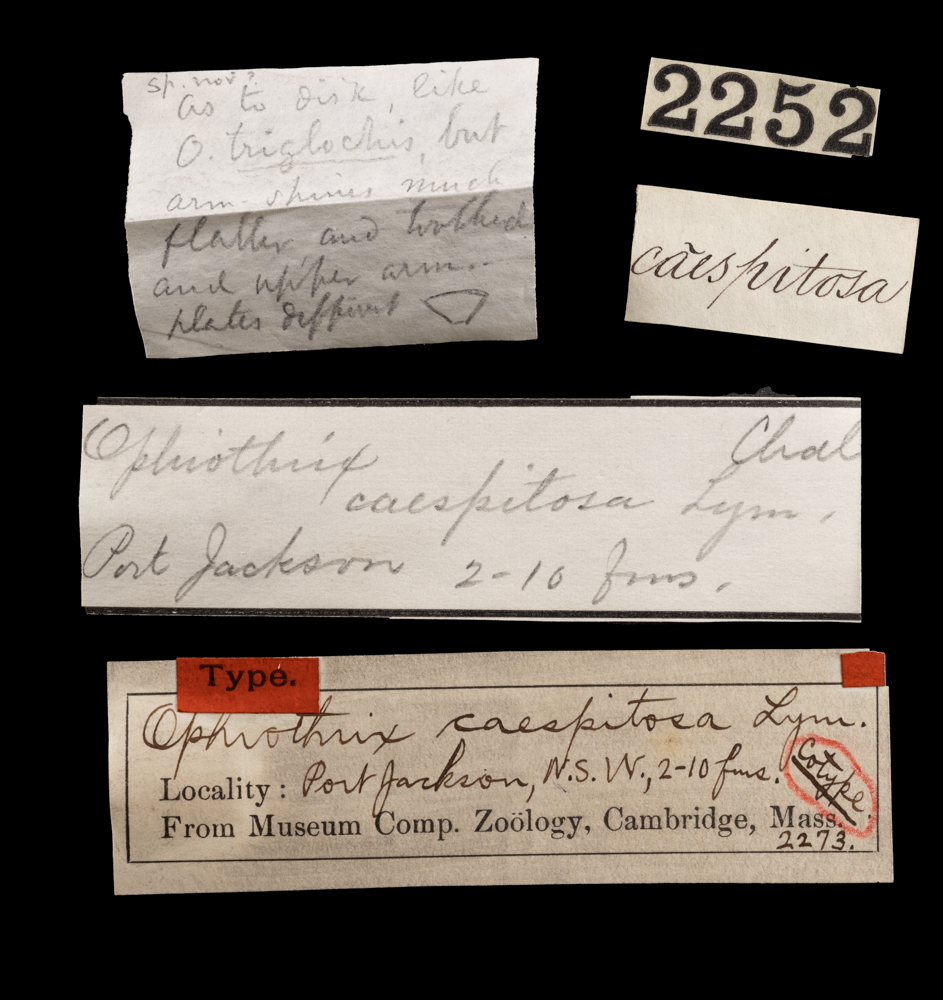 sp. nov?
as to disk, like
O. triglochis, but
arm-spines much
flatter and toothed
and upper arm-
plates different
2252
caespitosa
Ophiothrix Chal
caespitosa Lym.
Port Jackson 2-10 fms.
Type.
Ophiothrix caespitosa Lym.
Locality: Port Jackson, N.S.W., 2-10 fms.
Cotype
From Museum Comp. Zoölogy, Cambridge, Mass.
2273.